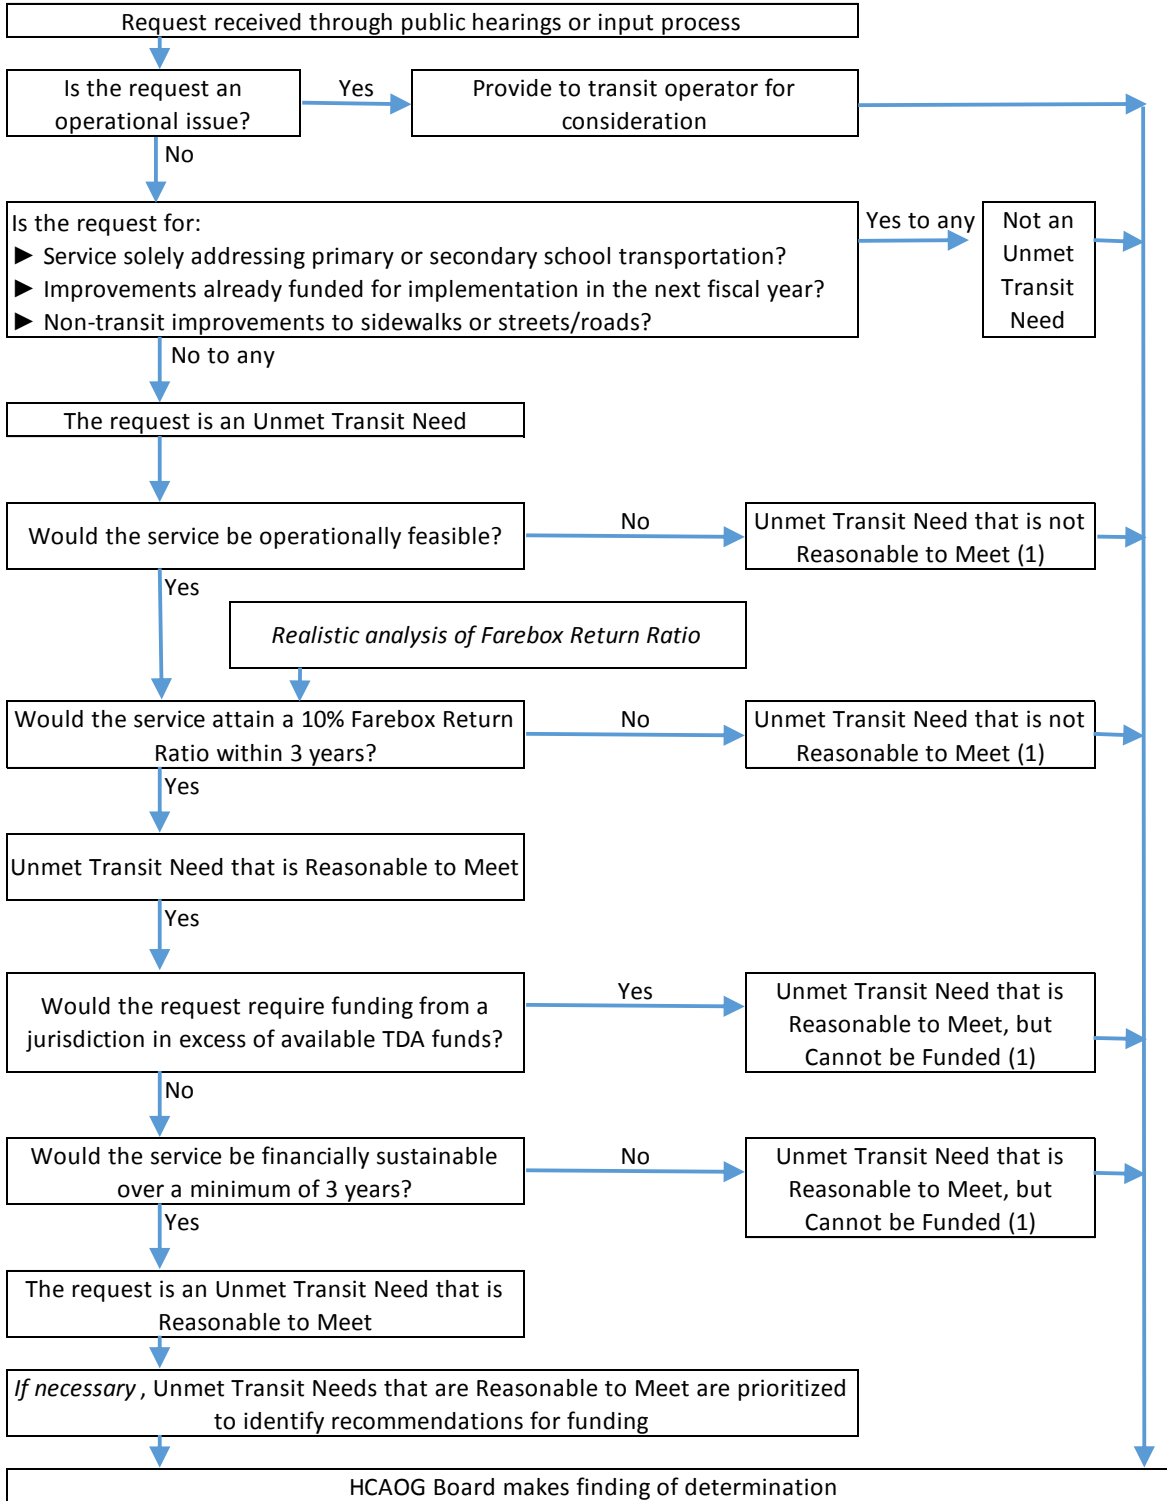 Request received through public hearings or input process
Is the request an
operational issue?
Yes
Provide to transit operator for
consideration
No
Is the request for:
► Service solely addressing primary or secondary school transportation?
► Improvements already funded for implementation in the next fiscal year?
► Non-transit improvements to sidewalks or streets/roads?
Yes to any
Not an
Unmet
Transit
Need
No to any
The request is an Unmet Transit Need
Would the service be operationally feasible?
No
Unmet Transit Need that is not
Reasonable to Meet (1)
Yes
Realistic analysis of Farebox Return Ratio
Would the service attain a 10% Farebox Return
Ratio within 3 years?
No
Unmet Transit Need that is not
Reasonable to Meet (1)
Yes
Unmet Transit Need that is Reasonable to Meet
Yes
Would the request require funding from a
jurisdiction in excess of available TDA funds?
Yes
Unmet Transit Need that is
Reasonable to Meet, but
Cannot be Funded (1)
No
Would the service be financially sustainable
over a minimum of 3 years?
No
Unmet Transit Need that is
Reasonable to Meet, but
Cannot be Funded (1)
Yes
The request is an Unmet Transit Need that is
Reasonable to Meet
If necessary , Unmet Transit Needs that are Reasonable to Meet are prioritized
to identify recommendations for funding
HCAOG Board makes finding of determination